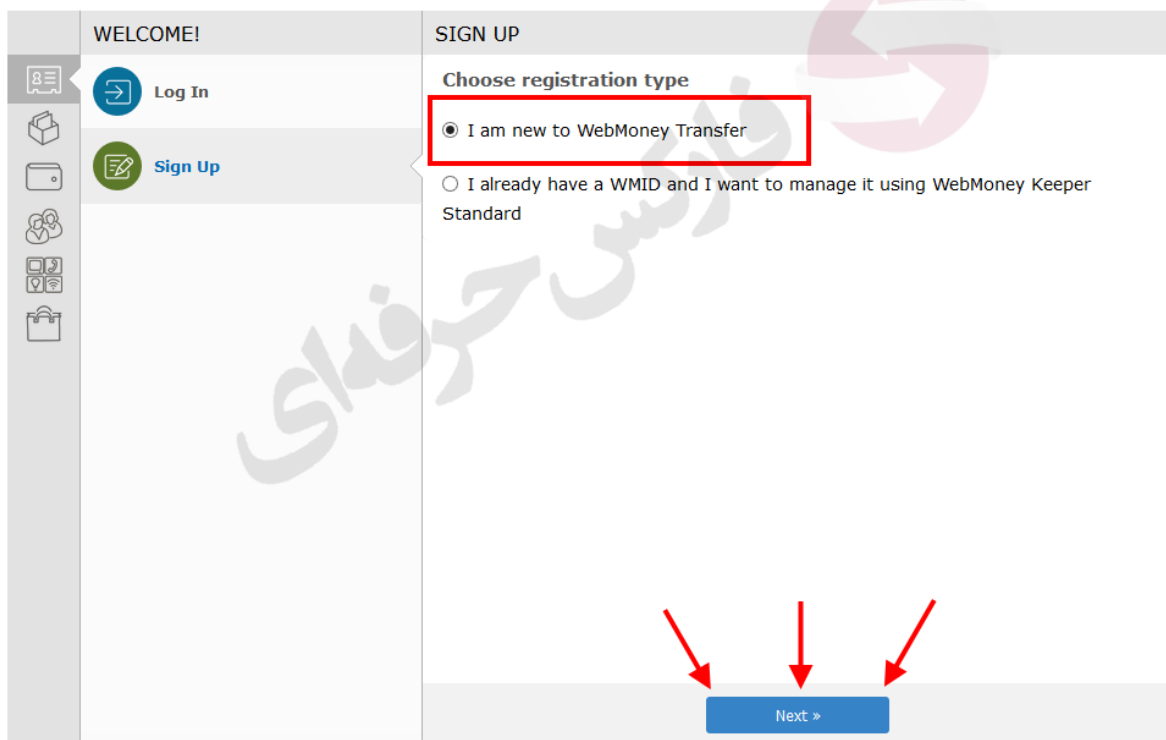 WELCOME!
SIGN UP
Log In
Sign Up
Choose registration type
I am new to WebMoney Transfer
I already have a WMID and I want to manage it using WebMoney Keeper
Standard
فارکس حرفه‌ای
Next »